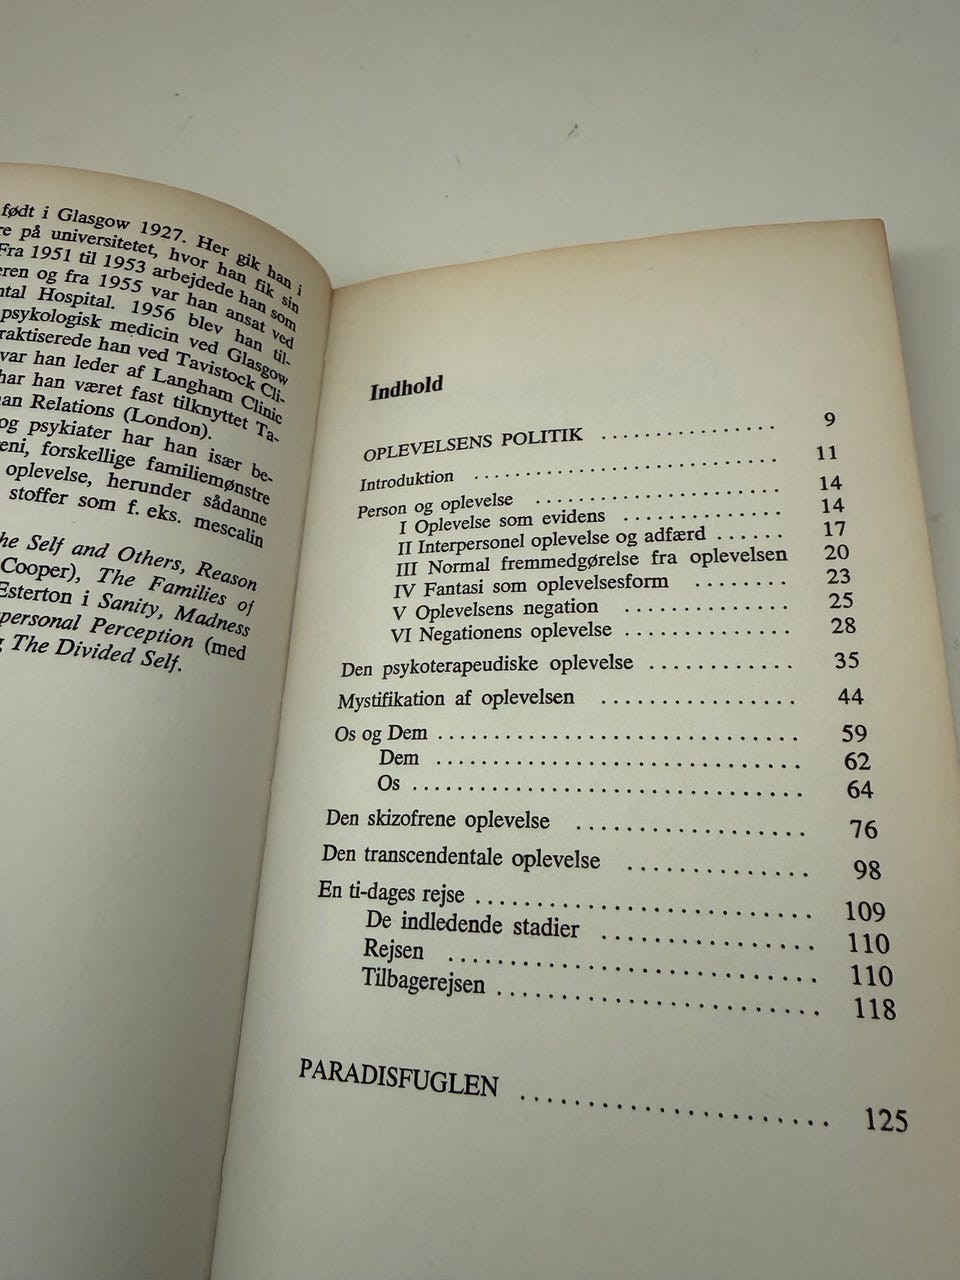 født i Glasgow 1927. Her gik han i
på universitetet, hvor han fik sin
Fra 1951 til 1953 arbejdede han som
og fra 1955 var han ansat ved
Hospital. 1956 blev han til-
psykologisk medicin ved Glasgow
han ved Tavistock Cli-
var han leder af Langham Clinic
har han været fast tilknyttet Ta-
Relations (London).
og psykiater har han især be-
forskellige familiemønstre
oplevelse, herunder sådanne
stoffer som f. eks. mescalin
Self and Others, Reason
Cooper), The Families of
Esterton i Sanity, Madness
Perception (med
The Divided Self.
Indhold
OPLEVELSENS POLITIK ................ 9
Introduktion ............................ 11
Person og oplevelse ...................... 14
I Oplevelse som evidens .............. 14
II Interpersonel oplevelse og adfærd ...... 17
III Normal fremmedgørelse fra oplevelsen 20
IV Fantasi som oplevelsesform ........ 23
V Oplevelsens negation .............. 25
VI Negationens oplevelse .............. 28
Den psykoterapeudiske oplevelse ............. 35
Mystifikation af oplevelsen ................ 44
Os og Dem ............................. 59
Dem ............................. 62
Os ............................... 64
Den skizofrene oplevelse .................. 76
Den transcendentale oplevelse .............. 98
En ti-dages rejse .......................... 109
De indledende stadier ................ 110
Rejsen ............................ 110
Tilbagerejsen ........................ 118
PARADISFUGLEN ....................... 125